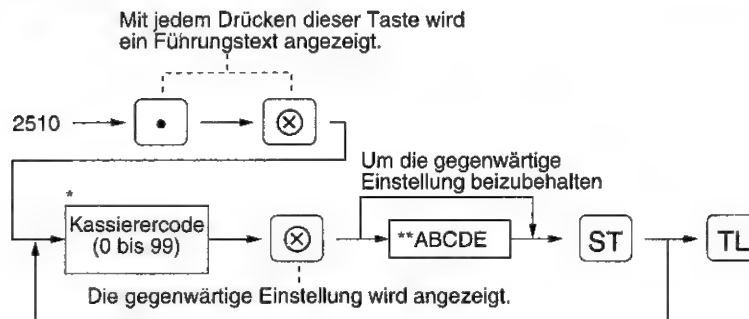 Mit jedem Drücken dieser Taste wird
ein Führungstext angezeigt.
2510
•
⊗
Um die gegenwärtige
Einstellung beizubehalten
*
Kassierercode
(0 bis 99)
⊗
**ABCDE
ST
TL
Die gegenwärtige Einstellung wird angezeigt.